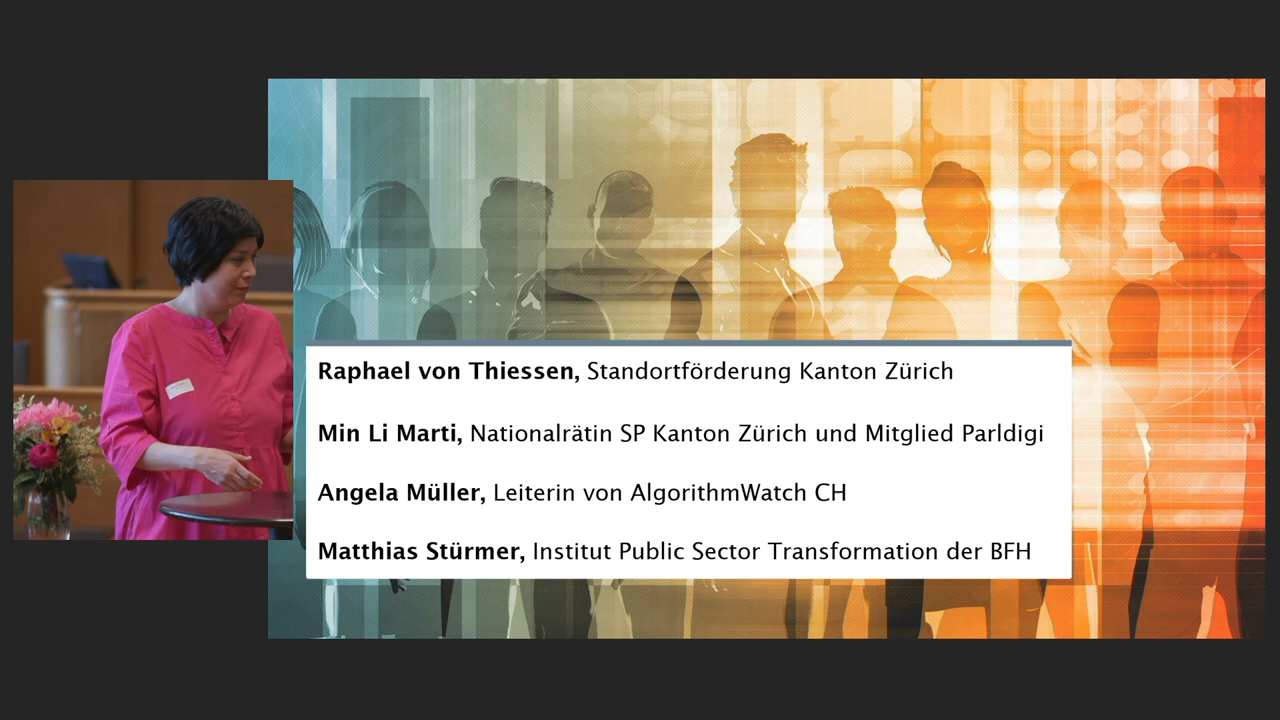 Raphael von Thiessen, Standortförderung Kanton Zürich
Min Li Marti, Nationalrätin SP Kanton Zürich und Mitglied Parldigi
Angela Müller, Leiterin von AlgorithmWatch CH
Matthias Stürmer, Institut Public Sector Transformation der BFH